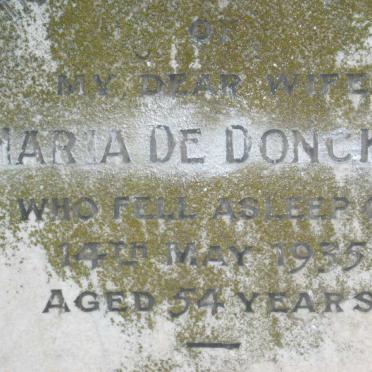 OF
MY DEAR WIFE
MARIA DE DONCK
WHO FELL ASLEEP O
14TH MAY 1935
AGED 54 YEARS